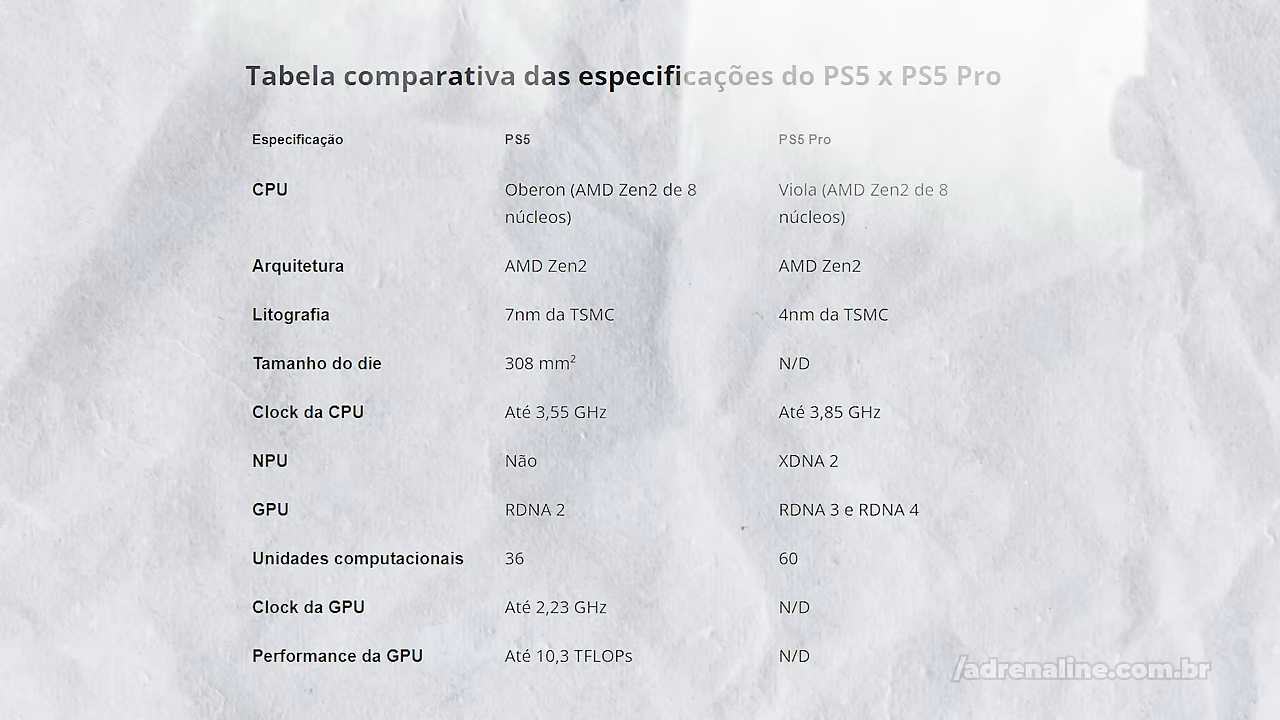 Tabela comparativa das especificações do PS5 x PS5 Pro
Especificação PS5 PS5 Pro
CPU Oberon (AMD Zen2 de 8 Viola (AMD Zen2 de 8
núcleos) núcleos)
Arquitetura AMD Zen2 AMD Zen2
Litografia 7nm da TSMC 4nm da TSMC
Tamanho do die 308 mm² N/D
Clock da CPU Até 3,55 GHz Até 3,85 GHz
NPU Não XDNA 2
GPU RDNA 2 RDNA 3 e RDNA 4
Unidades computacionais 36 60
Clock da GPU Até 2,23 GHz N/D
Performance da GPU Até 10,3 TFLOPs N/D
/adrenaline.com.br